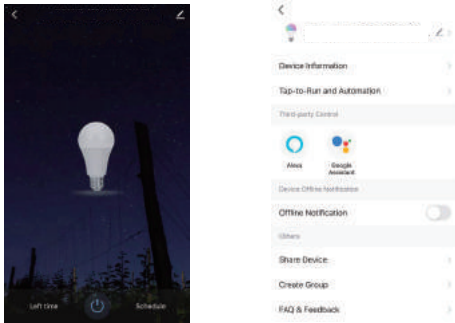 Left time
Schedule
Device Information
Tap-to-Run and Automation
Third-party Control
Alexa
Google
Assistant
Device Offline Notification
Offline Notification
Others
Share Device
Create Group
FAQ & Feedback